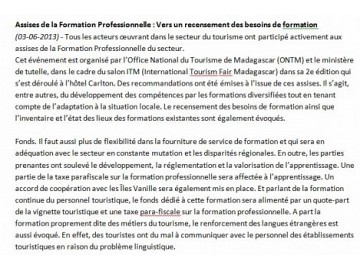 Assises de la Formation Professionnelle : Vers un recensement des besoins de formation
(03-06-2013) - Tous les acteurs œuvrant dans le secteur du tourisme ont participé activement aux
assises de la Formation Professionnelle du secteur.
Cet événement est organisé par l'Office National du Tourisme de Madagascar (ONTM) et le ministère
de tutelle, dans le cadre du salon ITM (International Tourism Fair Madagascar) dans sa 2e édition qui
s'est déroulé à l'hôtel Carlton. Des recommandations ont été émises à l'issue de ces assises. Il s'agit,
entre autres, du développement des compétences par les formations diversifiées tout en tenant
compte de l'adaptation à la situation locale. Le recensement des besoins de formation ainsi que
l'inventaire et l'état des lieux des formations existantes sont également évoqués.
Fonds. Il faut aussi plus de flexibilité dans la fourniture de service de formation et qui sera en
adéquation avec le secteur en constante mutation et les disparités régionales. En outre, les parties
prenantes ont soulevé le développement, la réglementation et la valorisation de l'apprentissage. Une
partie de la taxe parafiscale sur la formation professionnelle sera affectée à l'apprentissage. Un
accord de coopération avec les Îles Vanille sera également mis en place. Et parlant de la formation
continue du personnel touristique, le fonds dédié à cette formation sera alimenté par un quote-part
de la vignette touristique et une taxe para-fiscale sur la formation professionnelle. A part la
formation proprement dite des métiers du tourisme, le renforcement des langues étrangères est
aussi évoqué. En effet, des touristes ont du mal à communiquer avec le personnel des établissements
touristiques en raison du problème linguistique.